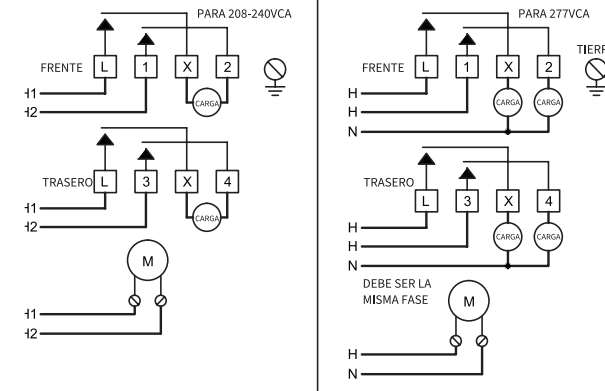 PARA 208-240VCA
FRENTE L 1 X 2
CARGA
H1
H2
TRASERO L 3 X 4
CARGA
H1
H2
M
H1
H2
PARA 277VCA
TIERR
FRENTE L 1 X 2
H
CARGA CARGA
H
N
TRASERO L 3 X 4
H
CARGA CARGA
H
N
DEBE SER LA
MISMA FASE
M
H
N